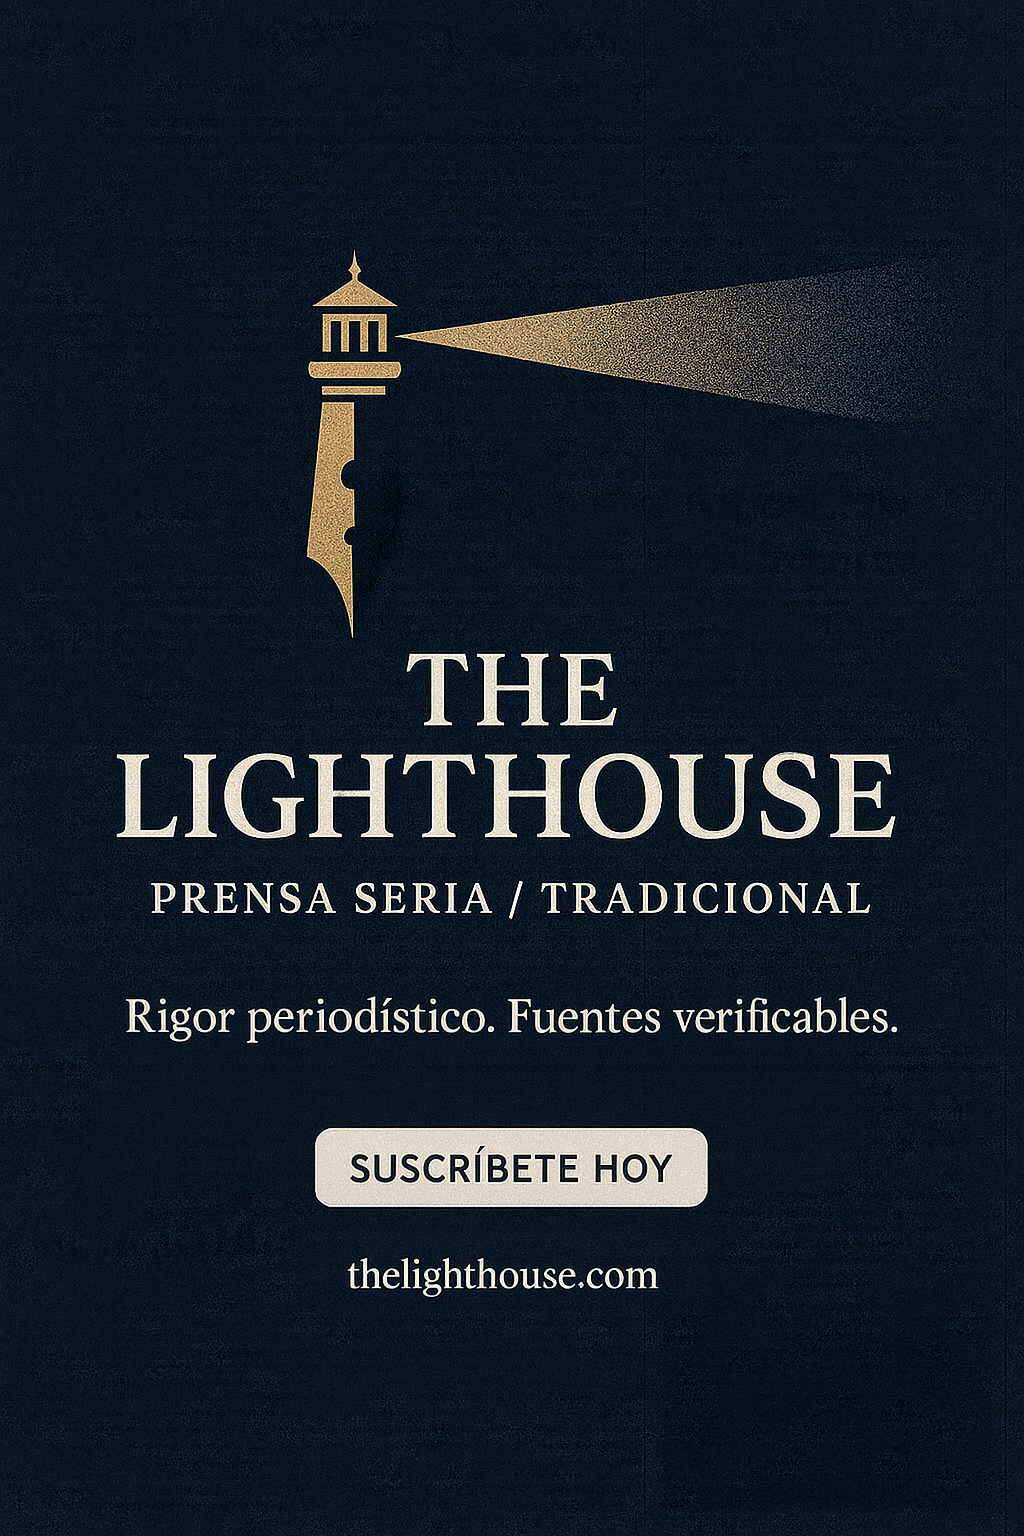 THE
LIGHTHOUSE
PRENSA SERIA / TRADICIONAL
Rigor periodístico. Fuentes verificables.
SUSCRÍBETE HOY
thelighthouse.com